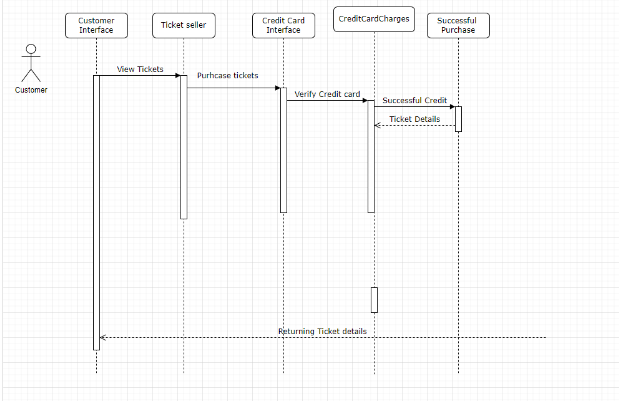 Customer
Interface
Ticket seller
Credit Card
Interface
CreditCardCharges
Successful
Purchase
Customer
View Tickets
Purhcase tickets
Verify Credit card
Successful Credit
Ticket Details
Returning Ticket details